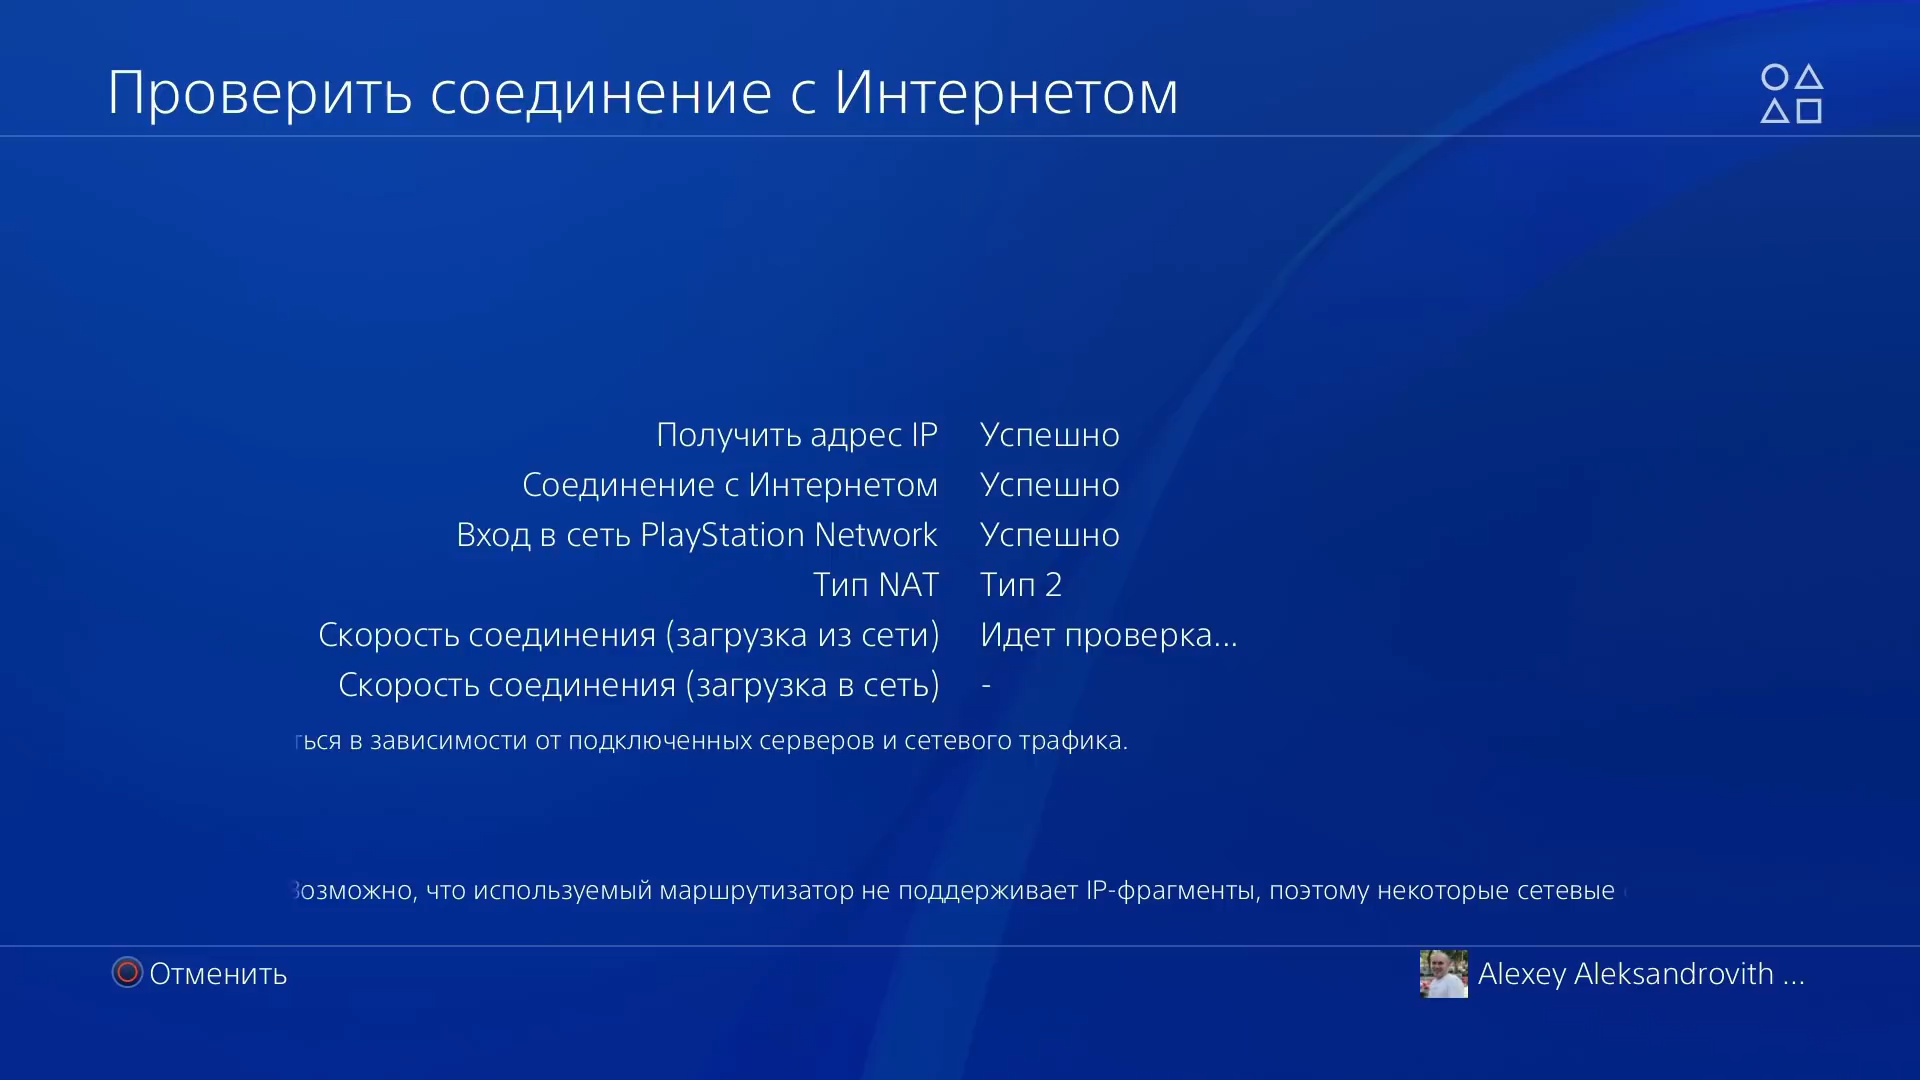 Проверить соединение с Интернетом
Получить адрес IP Успешно
Соединение с Интернетом Успешно
Вход в сеть PlayStation Network Успешно
Тип NAT Тип 2
Скорость соединения (загрузка из сети) Идет проверка...
Скорость соединения (загрузка в сеть) -
ться в зависимости от подключенных серверов и сетевого трафика.
Возможно, что используемый маршрутизатор не поддерживает IP-фрагменты, поэтому некоторые сетевые
Отменить
Alexey Aleksandrovith ...